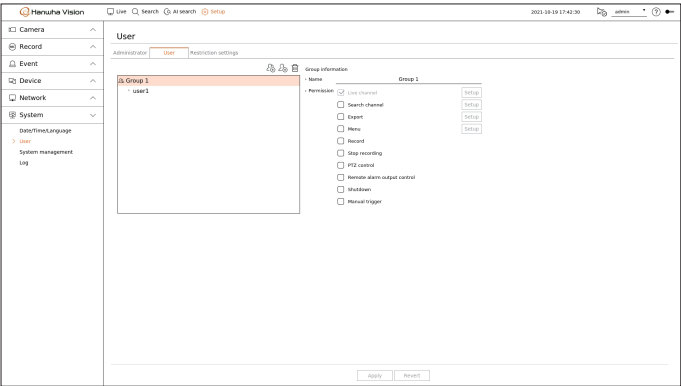 Hanwha Vision
Live Search AI search Setup
2021-10-19 17:42:30 admin ?
Camera
Record
Event
Device
Network
System
Date/Time/Language
> User
System management
Log
User
Administrator User Restriction settings
Group 1
user1
Group information
Name Group 1
Permission Live channel Setup
Search channel Setup
Export Setup
Menu Setup
Record
Stop recording
PTZ control
Remote alarm output control
Shutdown
Manual trigger
Apply Revert